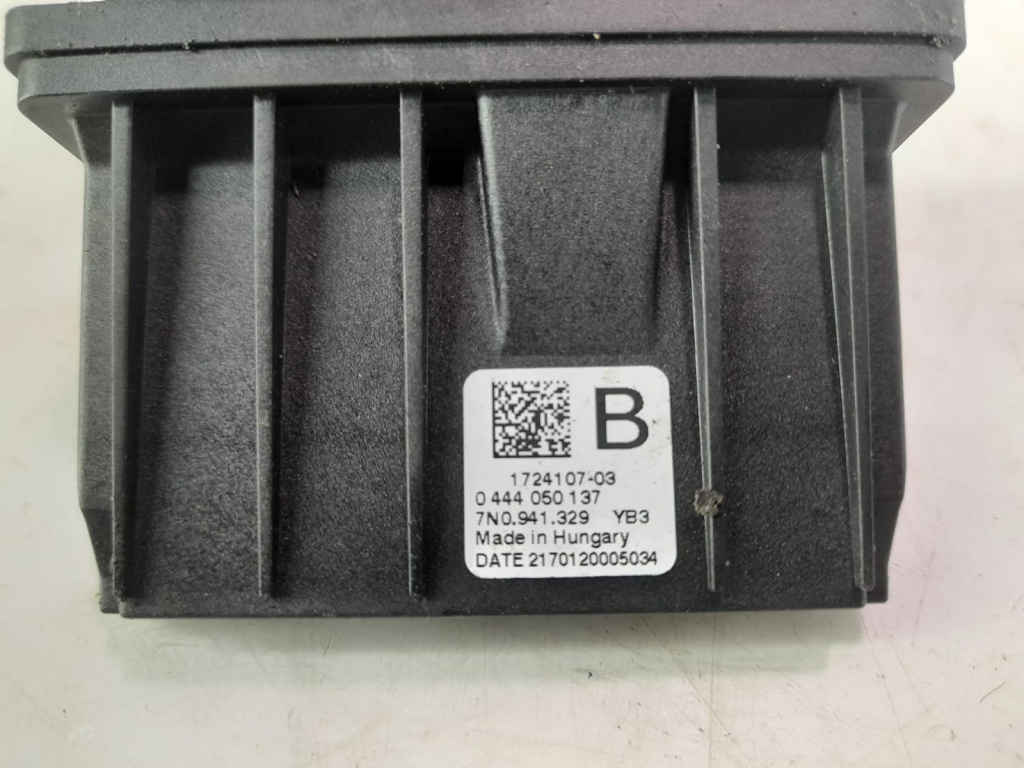 B
1724107-03
0 444 050 137
7N0.941.329 YB3
Made in Hungary
DATE 2170120005034